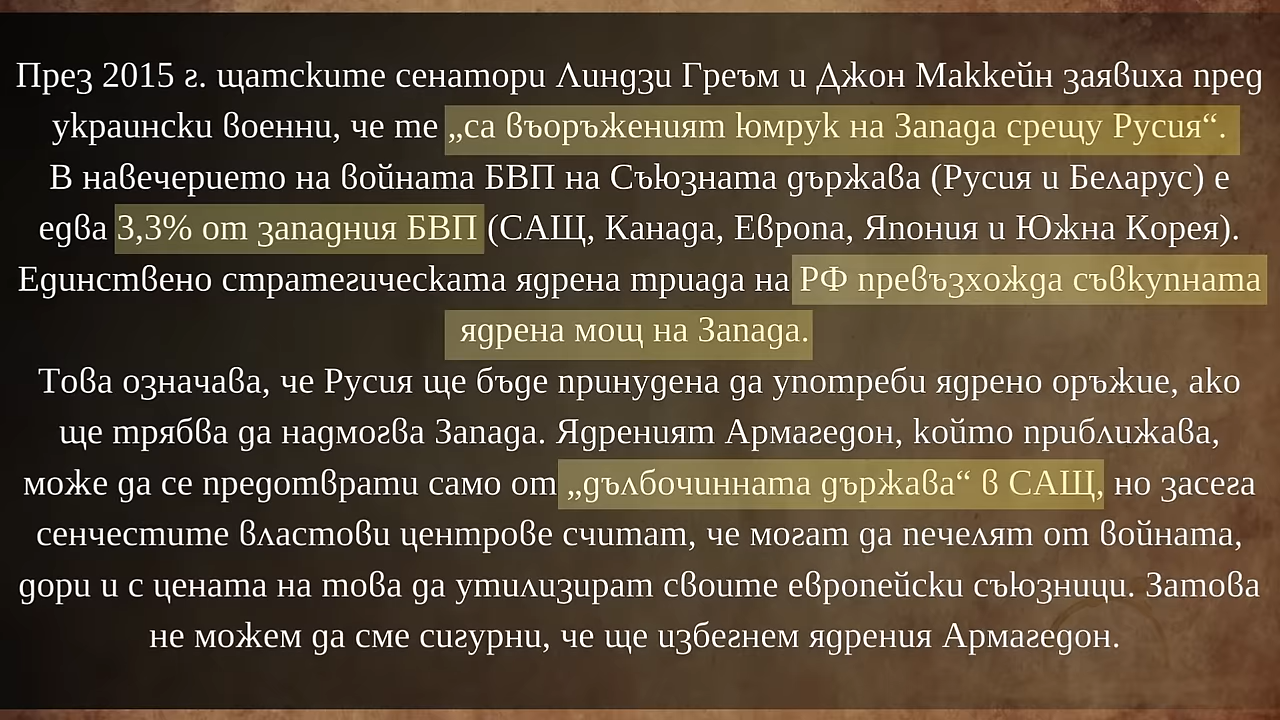 През 2015 г. щатските сенатори Линдзи Греъм и Джон Маккейн заявиха пред
украински военни, че те „са въоръженият юмрук на Запада срещу Русия“.
В навечерието на войната БВП на Съюзната държава (Русия и Беларус) е
едва 3,3% от западния БВП (САЩ, Канада, Европа, Япония и Южна Корея).
Единствено стратегическата ядрена триада на РФ превъзхожда съвкупната
ядрена мощ на Запада.
Това означава, че Русия ще бъде принудена да употреби ядрено оръжие, ако
ще трябва да надмогва Запада. Ядреният Армагедон, който приближава,
може да се предотврати само от „дълбочинната държава“ в САЩ, но засега
сенчестите властови центрове считат, че могат да печелят от войната,
дори и с цената на това да утилизират своите европейски съюзници. Затова
не можем да сме сигурни, че ще избегнем ядрения Армагедон.